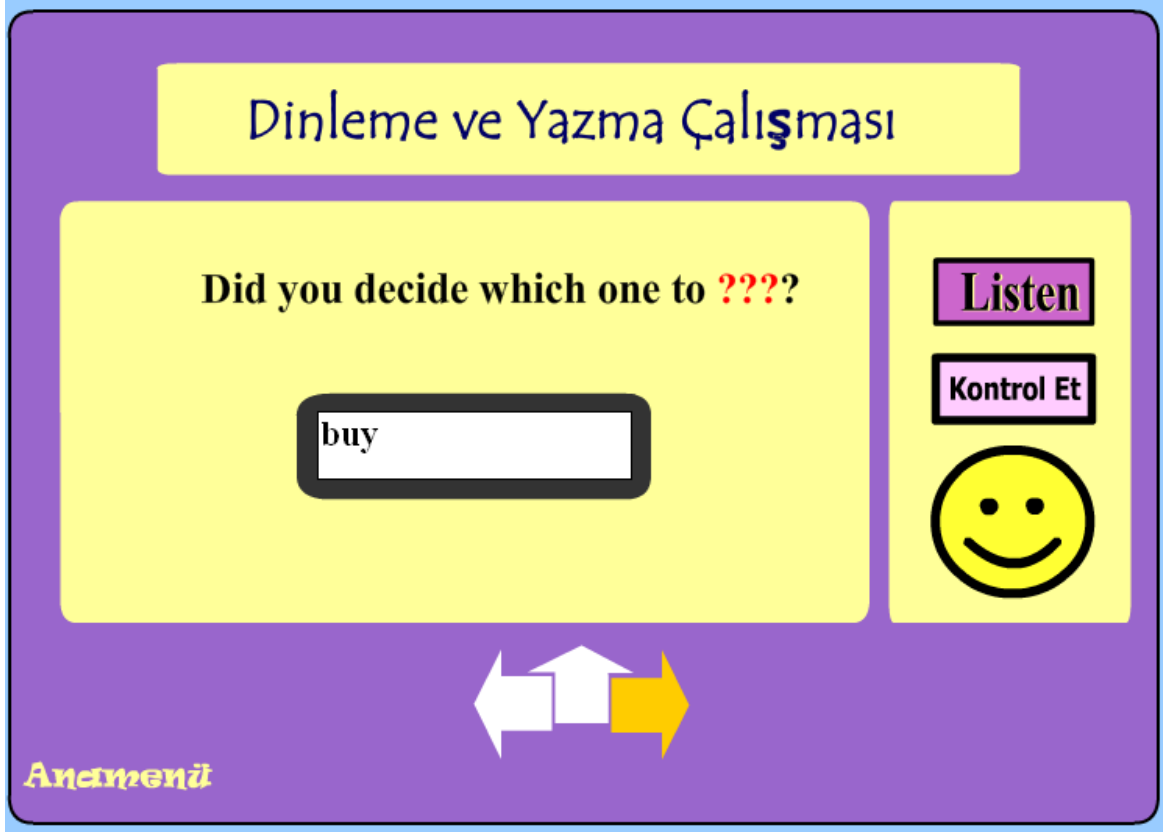 Dinleme ve Yazma Çalışması
Did you decide which one to ????
buy
Listen
Kontrol Et
Anamenü